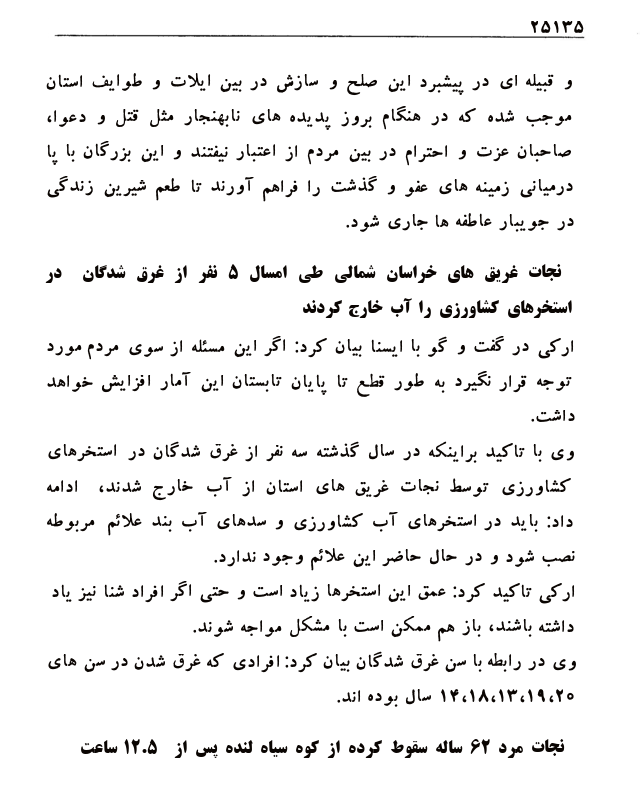 ۲۵۱۳۵
و قبیله ای در پیشبرد این صلح و سازش در بین ایلات و طوایف استان
موجب شده که در هنگام بروز پدیده های نابهنجار مثل قتل و دعوا،
صاحبان عزت و احترام در بین مردم از اعتبار نیفتند و این بزرگان با پا
درمیانی زمینه های عفو و گذشت را فراهم آورند تا طعم شیرین زندگی
در جویبار عاطفه ها جاری شود.
نجات غریق های خراسان شمالی طی امسال ۵ نفر از غرق شدگان در
استخرهای کشاورزی را آب خارج کردند
ارکی در گفت و گو با ایسنا بیان کرد: اگر این مسئله از سوی مردم مورد
توجه قرار نگیرد به طور قطع تا پایان تابستان این آمار افزایش خواهد
داشت.
وی با تاکید براینکه در سال گذشته سه نفر از غرق شدگان در استخرهای
کشاورزی توسط نجات غریق های استان از آب خارج شدند، ادامه
داد: باید در استخرهای آب کشاورزی و سدهای آب بند علائم مربوطه
نصب شود و در حال حاضر این علائم وجود ندارد.
ارکی تاکید کرد: عمق این استخرها زیاد است و حتی اگر افراد شنا نیز یاد
داشته باشند، باز هم ممکن است با مشکل مواجه شوند.
وی در رابطه با سن غرق شدگان بیان کرد: افرادی که غرق شدن در سن های
۱۴،۱۸،۱۳،۱۹،۲۰ سال بوده اند.
نجات مرد ۶۲ ساله سقوط کرده از کوه سیاه لنده پس از ۱۲.۵ ساعت